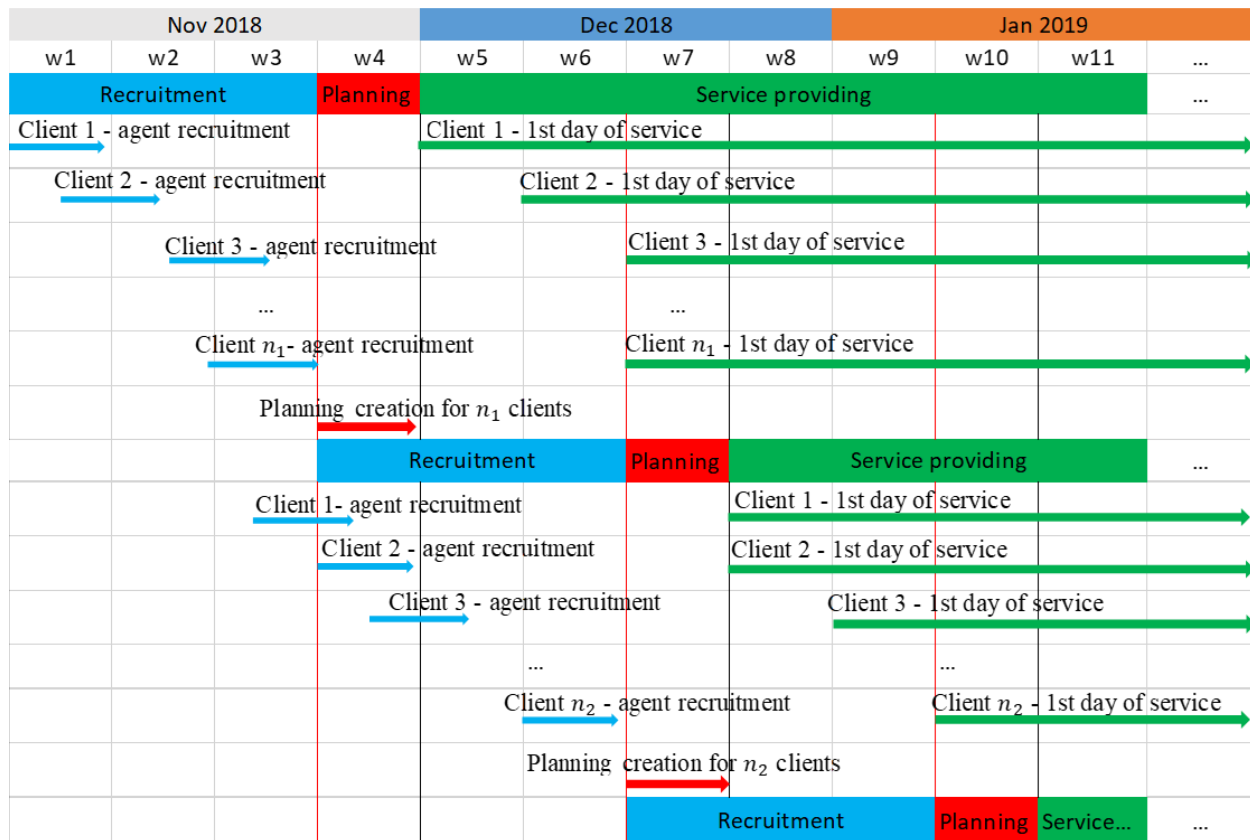 Nov 2018 Dec 2018 Jan 2019
w1 w2 w3 w4 w5 w6 w7 w8 w9 w10 w11 ...
Recruitment Planning Service providing ...
Client 1 - agent recruitment Client 1 - 1st day of service
Client 2 - agent recruitment Client 2 - 1st day of service
Client 3 - agent recruitment Client 3 - 1st day of service
... ...
Client n₁- agent recruitment Client n₁ - 1st day of service
Planning creation for n₁ clients
Recruitment Planning Service providing ...
Client 1- agent recruitment Client 1 - 1st day of service
Client 2 - agent recruitment Client 2 - 1st day of service
Client 3 - agent recruitment Client 3 - 1st day of service
... ...
Client n₂ - agent recruitment Client n₂ - 1st day of service
Planning creation for n₂ clients
Recruitment Planning Service... ...